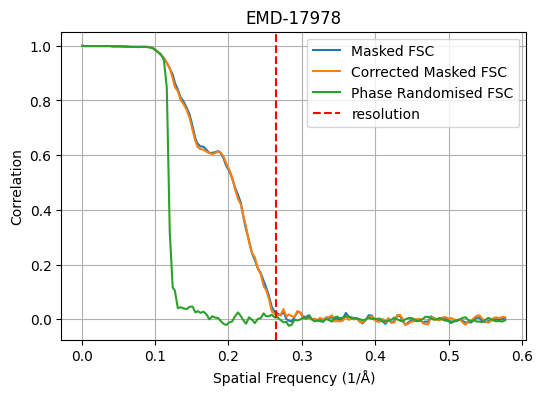 EMD-17978
Masked FSC
Corrected Masked FSC
Phase Randomised FSC
resolution
Correlation
1.0
0.8
0.6
0.4
0.2
0.0
0.0 0.1 0.2 0.3 0.4 0.5 0.6
Spatial Frequency (1/Å)